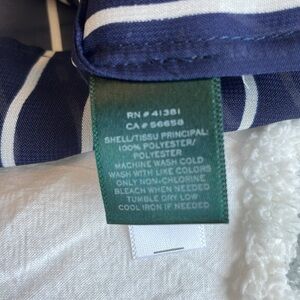 RN # 41381
CA # 56658
SHELL/TISSU PRINCIPAL:
100% POLYESTER/
POLYESTER
MACHINE WASH COLD
WASH WITH LIKE COLORS
ONLY NON-CHLORINE
BLEACH WHEN NEEDED
TUMBLE DRY LOW
COOL IRON IF NEEDED